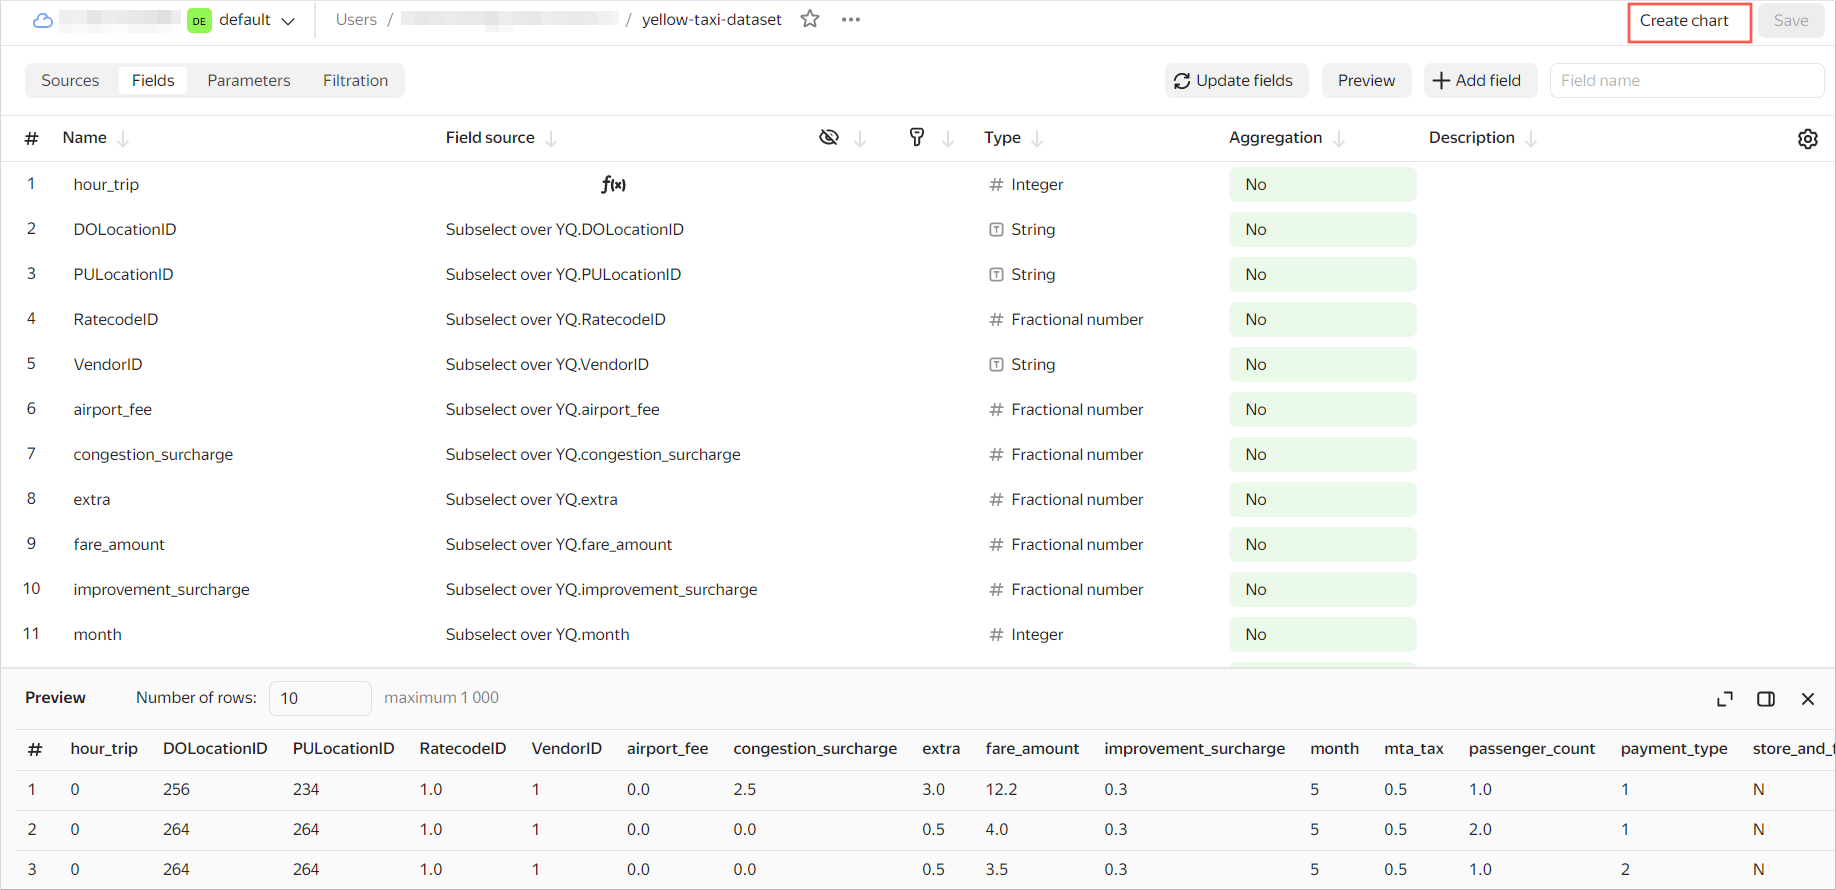 DE default Users / / yellow-taxi-dataset Create chart Save
Sources Fields Parameters Filtration Update fields Preview Add field Field name
# Name Field source Type Aggregation Description
1 hour_trip f(x) # Integer No
2 DOLocationID Subselect over YQ.DOLocationID T String No
3 PULocationID Subselect over YQ.PULocationID T String No
4 RatecodeID Subselect over YQ.RatecodeID # Fractional number No
5 VendorID Subselect over YQ.VendorID T String No
6 airport_fee Subselect over YQ.airport_fee # Fractional number No
7 congestion_surcharge Subselect over YQ.congestion_surcharge # Fractional number No
8 extra Subselect over YQ.extra # Fractional number No
9 fare_amount Subselect over YQ.fare_amount # Fractional number No
10 improvement_surcharge Subselect over YQ.improvement_surcharge # Fractional number No
11 month Subselect over YQ.month # Integer No
Preview Number of rows: 10 maximum 1 000
# hour_trip DOLocationID PULocationID RatecodeID VendorID airport_fee congestion_surcharge extra fare_amount improvement_surcharge month mta_tax passenger_count payment_type store_and_f
1 0 256 234 1.0 1 0.0 2.5 3.0 12.2 0.3 5 0.5 1.0 1 N
2 0 264 264 1.0 1 0.0 0.0 0.5 4.0 0.3 5 0.5 2.0 1 N
3 0 264 264 1.0 1 0.0 0.0 0.5 3.5 0.3 5 0.5 1.0 2 N